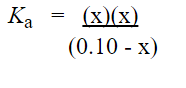 Ka = (x)(x)
(0.10 - x)